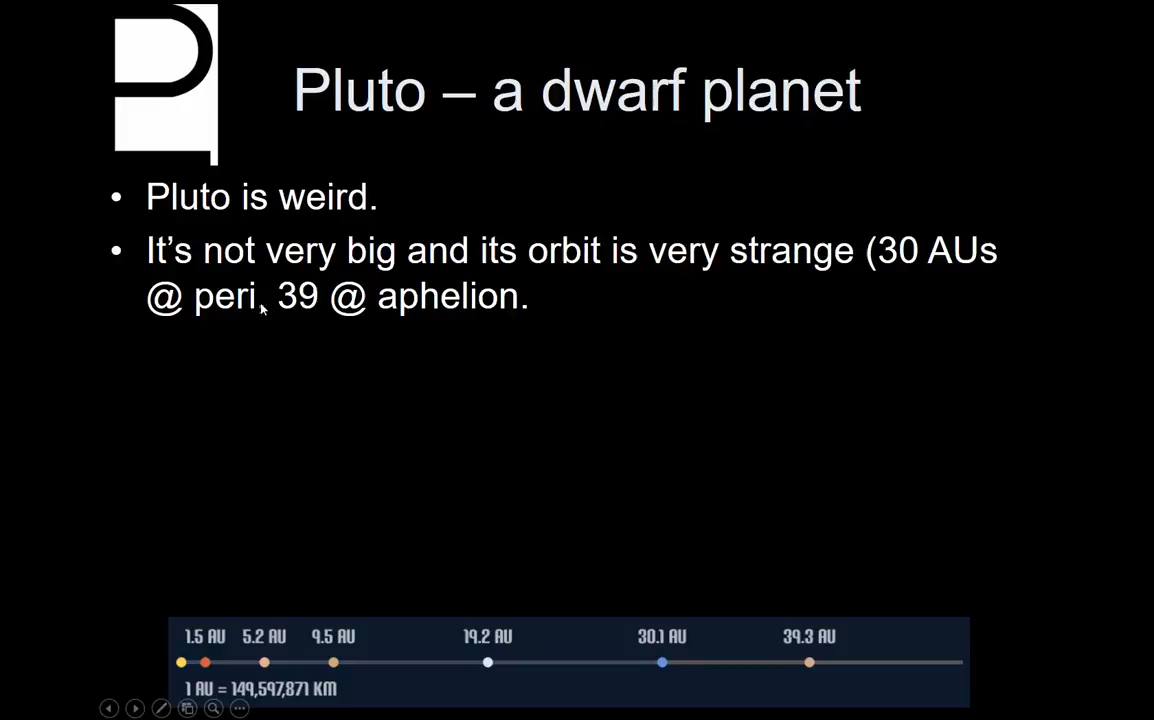 Pluto – a dwarf planet
• Pluto is weird.
• It’s not very big and its orbit is very strange (30 AUs
@ peri, 39 @ aphelion.
1.5 AU 5.2 AU 9.5 AU 19.2 AU 30.1 AU 39.3 AU
1 AU = 149,597,871 KM